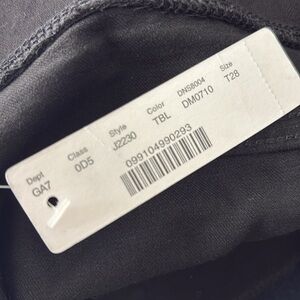 Dept Class Style Color DNS8004 Size
GA7 0D5 J2230 TBL DM0710 T28
099104990293